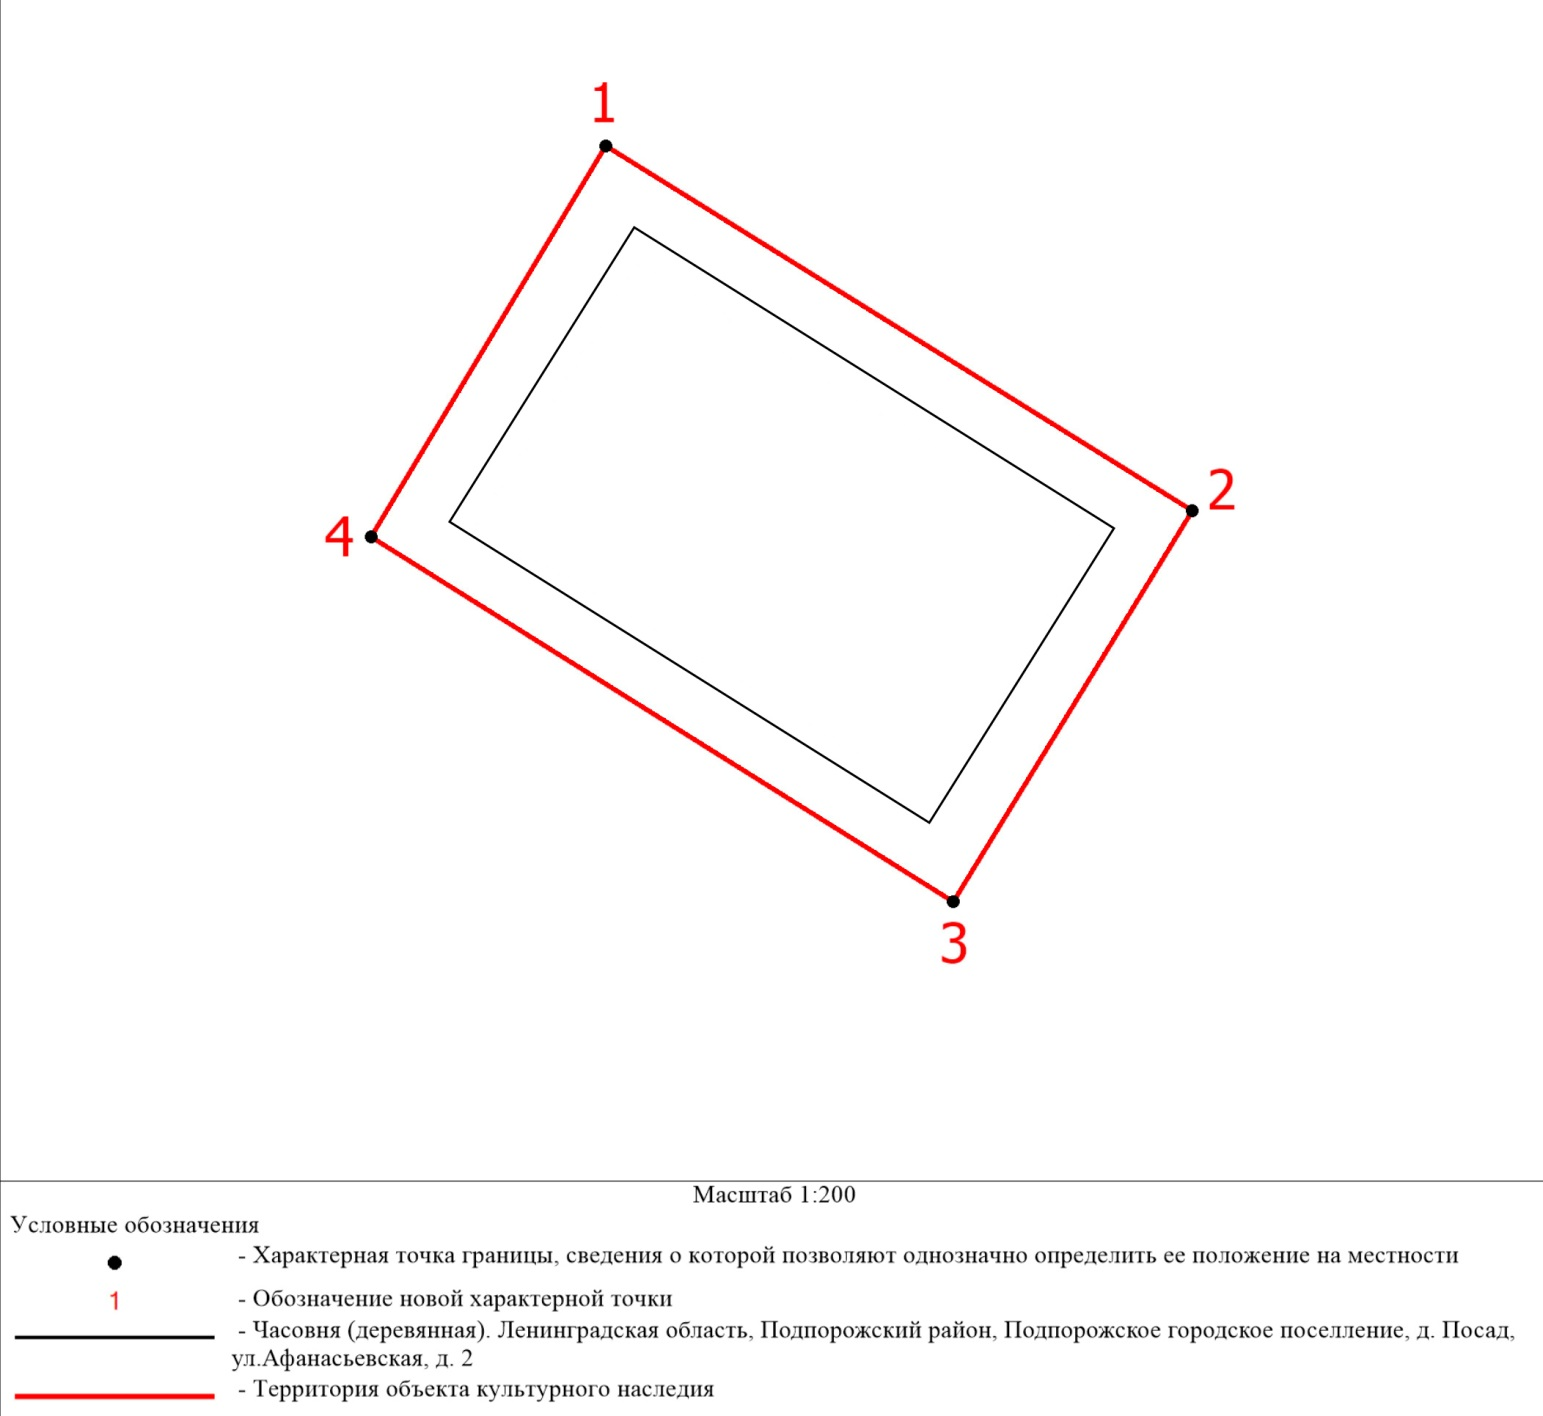 1
2
4
3
Масштаб 1:200
Условные обозначения
- Характерная точка границы, сведения о которой позволяют однозначно определить ее положение на местности
1 - Обозначение новой характерной точки
- Часовня (деревянная). Ленинградская область, Подпорожский район, Подпорожское городское поселление, д. Посад,
ул.Афанасьевская, д. 2
- Территория объекта культурного наследия